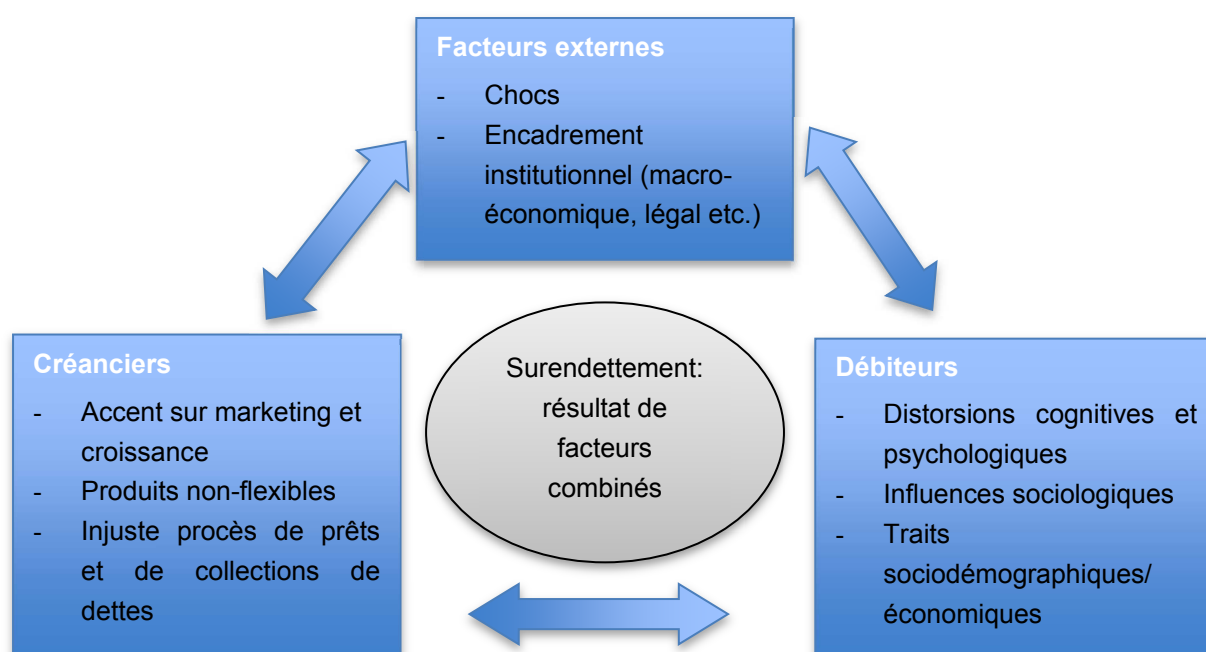 Facteurs externes
- Chocs
- Encadrement
institutionnel (macro-
économique, légal etc.)
Créanciers
- Accent sur marketing et
croissance
- Produits non-flexibles
- Injuste procès de prêts
et de collections de
dettes
Surendettement:
résultat de
facteurs
combinés
Débiteurs
- Distorsions cognitives et
psychologiques
- Influences sociologiques
- Traits
sociodémographiques/
économiques